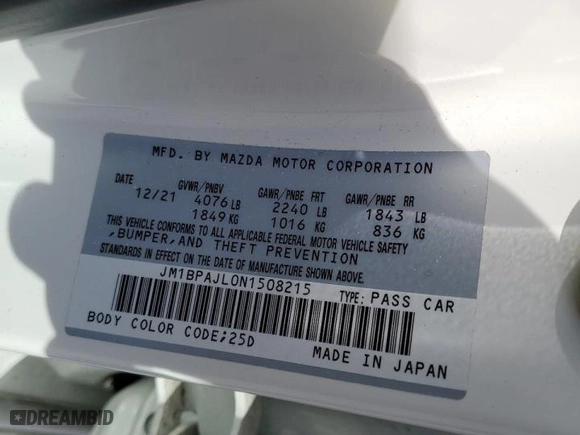 MFD. BY MAZDA MOTOR CORPORATION
DATE GVWR/PNBV GAWR/PNBE FRT GAWR/PNBE RR
12/21 4076 LB 2240 LB 1843 LB
1849 KG 1016 KG 836 KG
THIS VEHICLE CONFORMS TO ALL APPLICABLE FEDERAL MOTOR VEHICLE SAFETY
,BUMPER,AND THEFT PREVENTION
STANDARDS IN EFFECT ON THE DATE OF MANUFACTURE SHOWN ABOVE.
JM1BPAJL0N1508215 TYPE: PASS CAR
BODY COLOR CODE;25D
MADE IN JAPAN
DREAMBID